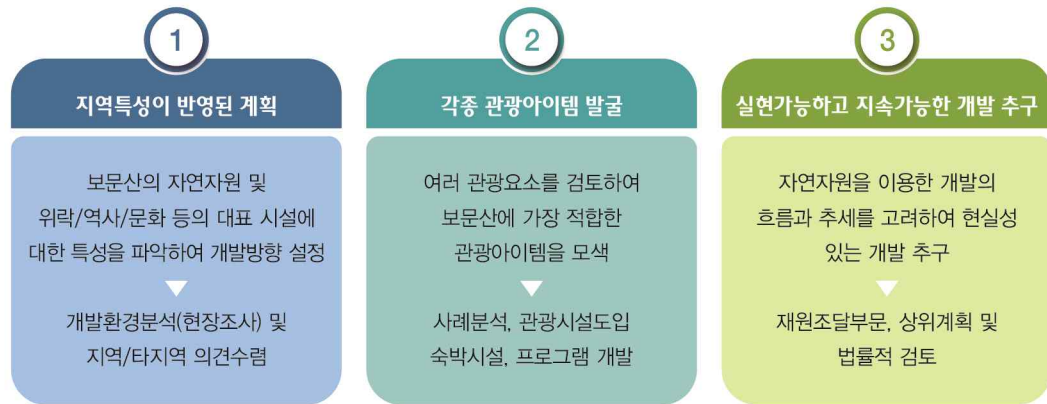 1
지역특성이 반영된 계획
보문산의 자연자원 및
위락/역사/문화 등의 대표 시설에
대한 특성을 파악하여 개발방향 설정
개발환경분석(현장조사) 및
지역/타지역 의견수렴
2
각종 관광아이템 발굴
여러 관광요소를 검토하여
보문산에 가장 적합한
관광아이템을 모색
사례분석, 관광시설도입
숙박시설, 프로그램 개발
3
실현가능하고 지속가능한 개발 추구
자연자원을 이용한 개발의
흐름과 추세를 고려하여 현실성
있는 개발 추구
재원조달부문, 상위계획 및
법률적 검토